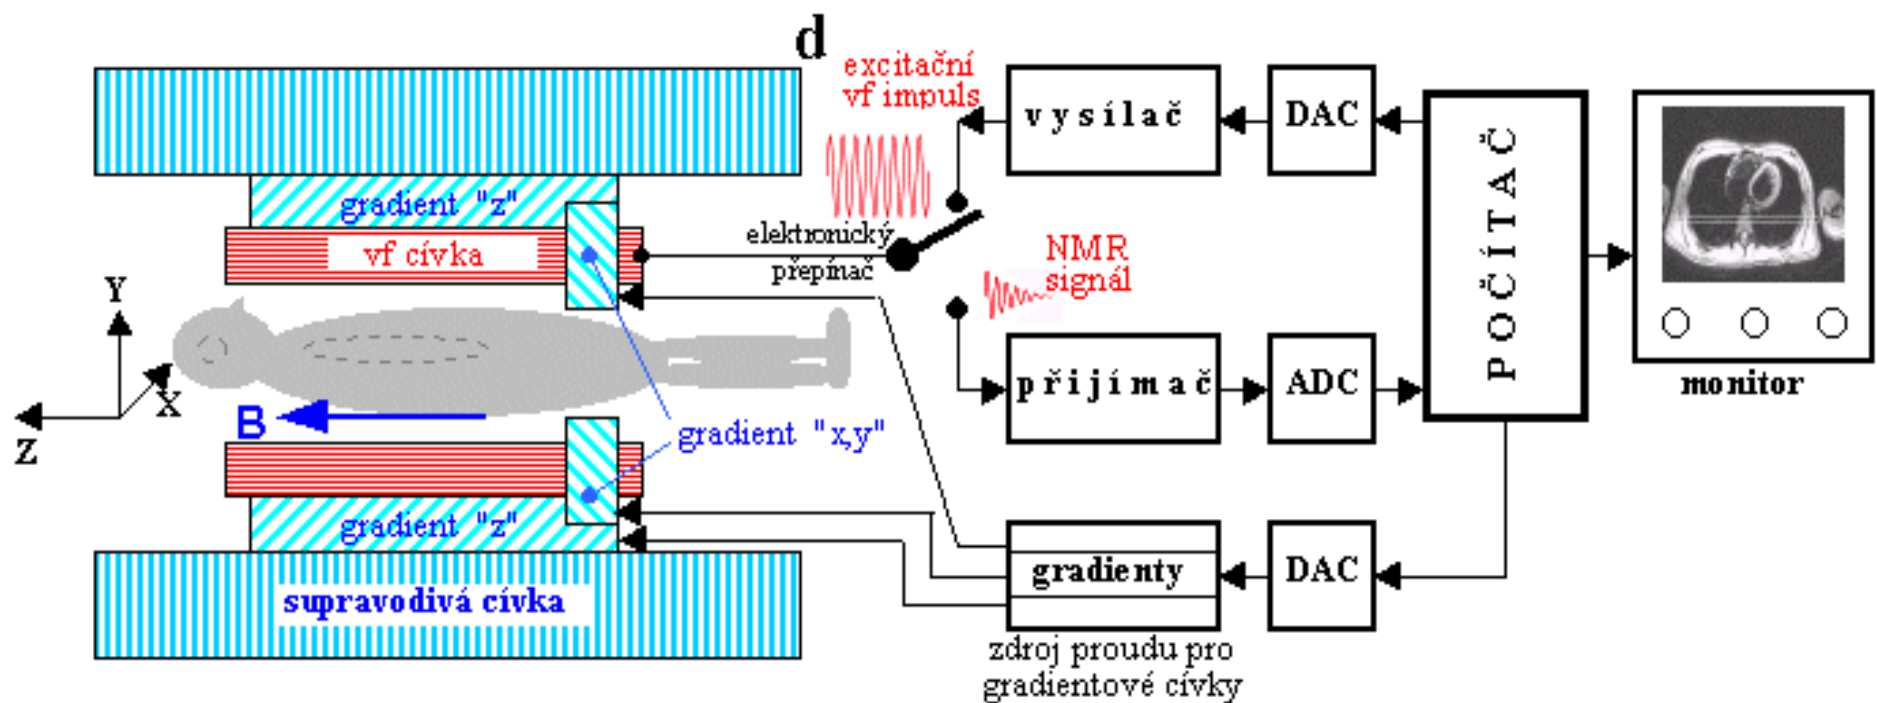 d
excitační
vf impuls
vysílač
DAC
POČÍTAČ
gradient "z"
vf cívka
elektronický
přepínač
NMR
signál
Y
X
Z
B
přijímač
ADC
monitor
gradient "x,y"
gradient "z"
supravodivá cívka
gradienty
DAC
zdroj proudu pro
gradientové cívky